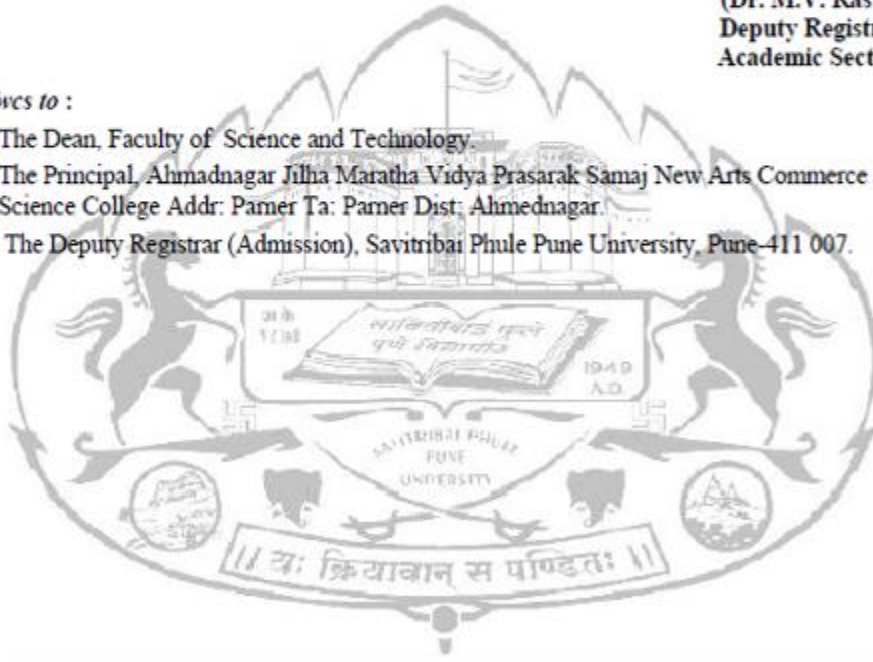 (Dr. M.V. Ras
Deputy Registr
Academic Sect
to :
The Dean, Faculty of Science and Technology.
The Principal, Ahmadnagar Jilha Maratha Vidya Prasarak Samaj New Arts Commerce
Science College Addr: Parner Ta: Parner Dist: Ahmednagar.
The Deputy Registrar (Admission), Savitribai Phule Pune University, Pune-411 007.
सावित्रीबाई फुले
पुणे विद्यापीठ
1949
A.D.
SAVITRIBAI PHULE
PUNE
UNIVERSITY
॥ यः क्रियावान् स पण्डितः ॥